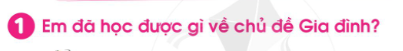 1 Em đã học được gì về chủ đề Gia đình?